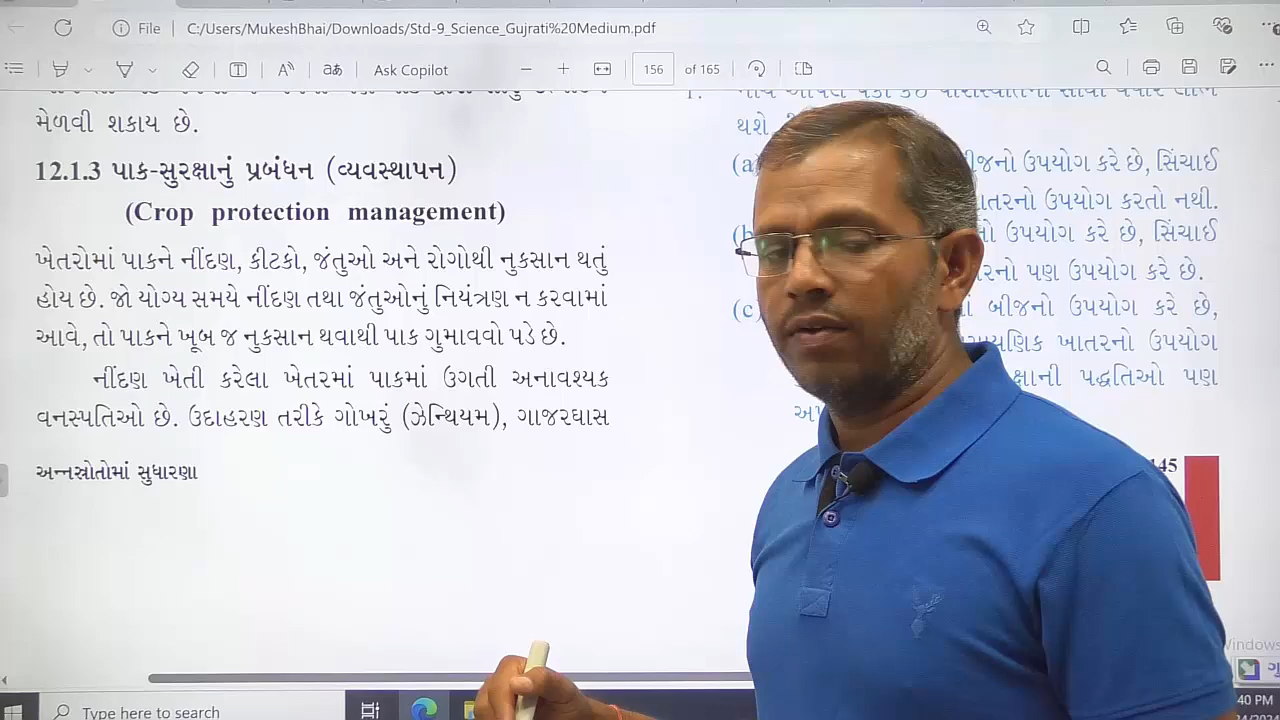 File C:/Users/MukeshBhai/Downloads/Std-9_Science_Gujrati%20Medium.pdf
Ask Copilot
156 of 165
મેળવી શકાય છે.
12.1.3 પાક-સુરક્ષાનું પ્રબંધન (વ્યવસ્થાપન)
(Crop protection management)
ખેતરોમાં પાકને નીંદણ, કીટકો, જંતુઓ અને રોગોથી નુકસાન થતું
હોય છે. જો યોગ્ય સમયે નીંદણ તથા જંતુઓનું નિયંત્રણ ન કરવામાં
આવે, તો પાકને ખૂબ જ નુકસાન થવાથી પાક ગુમાવવો પડે છે.
નીંદણ ખેતી કરેલા ખેતરમાં પાકમાં ઉગતી અનાવશ્યક
વનસ્પતિઓ છે. ઉદાહરણ તરીકે ગોખરું (ઝેન્થિયમ), ગાજરઘાસ
અન્નસ્રોતોમાં સુધારણા
1.
થશે
(a
ઉપયોગ કરે છે, સિંચાઈ
ઉપયોગ કરતો નથી.
(b
ઉપયોગ કરે છે, સિંચાઈ
પણ ઉપયોગ કરે છે.
(c)
બીજનો ઉપયોગ કરે છે,
ખાતરનો ઉપયોગ
પદ્ધતિઓ પણ
145
Windows
Type here to search
40 PM